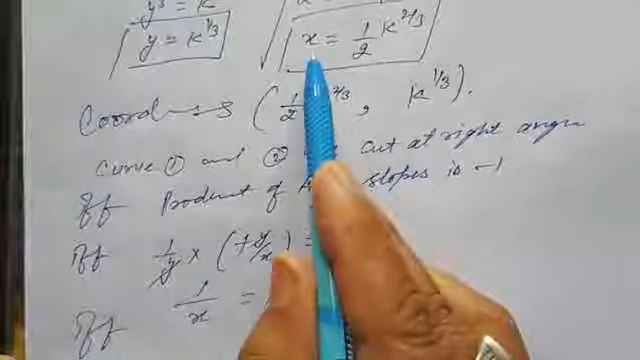 y³ = k
y = k^{1/3}
x = 1/2 k^{2/3}
(1/2 ^{2/3}, k^{1/3}).
Curve ① and ② cut at right angle
Iff Product of slopes is -1
Iff 1/y × (+y/x) =
Iff 1/x =